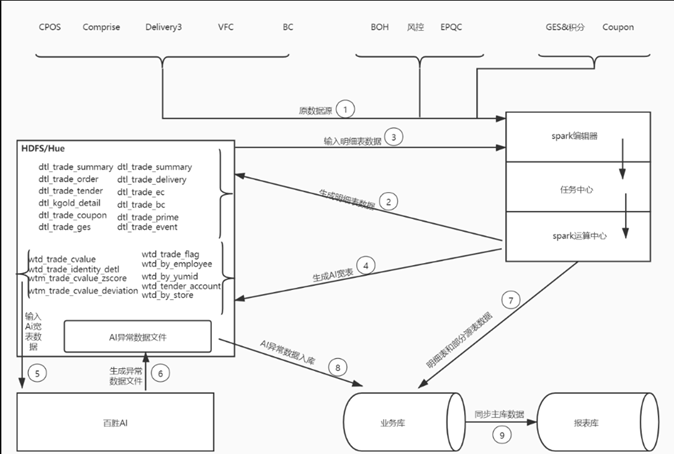 CPOS Comprise Delivery3 VFC BC BOH 风控 EPQC GES&积分 Coupon
原数据源 1
输入明细表数据 3
HDFS/Hue
dtl_trade_summary dtl_trade_summary
dtl_trade_order dtl_trade_delivery
dtl_trade_tender dtl_trade_ec
dtl_kgold_detail dtl_trade_bc
dtl_trade_coupon dtl_trade_prime
dtl_trade_ges dtl_trade_event
spark编辑器
任务中心
spark运算中心
生成明细表数据 2
生成AI宽表 4
wtd_trade_cvalue
wtd_trade_identity_detl
wtm_trade_cvalue_zscore
wtm_trade_cvalue_deviation
wtd_trade_flag
wtd_by_employee
wtd_by_yumid
wtd_tender_account
wtd_by_store
输入
Ai宽
表数
据
5
AI异常数据文件
生成异常
数据文件
6
AI异常数据入库 8
明细表和部分源表数据 7
百胜AI
业务库
同步主库数据
9
报表库